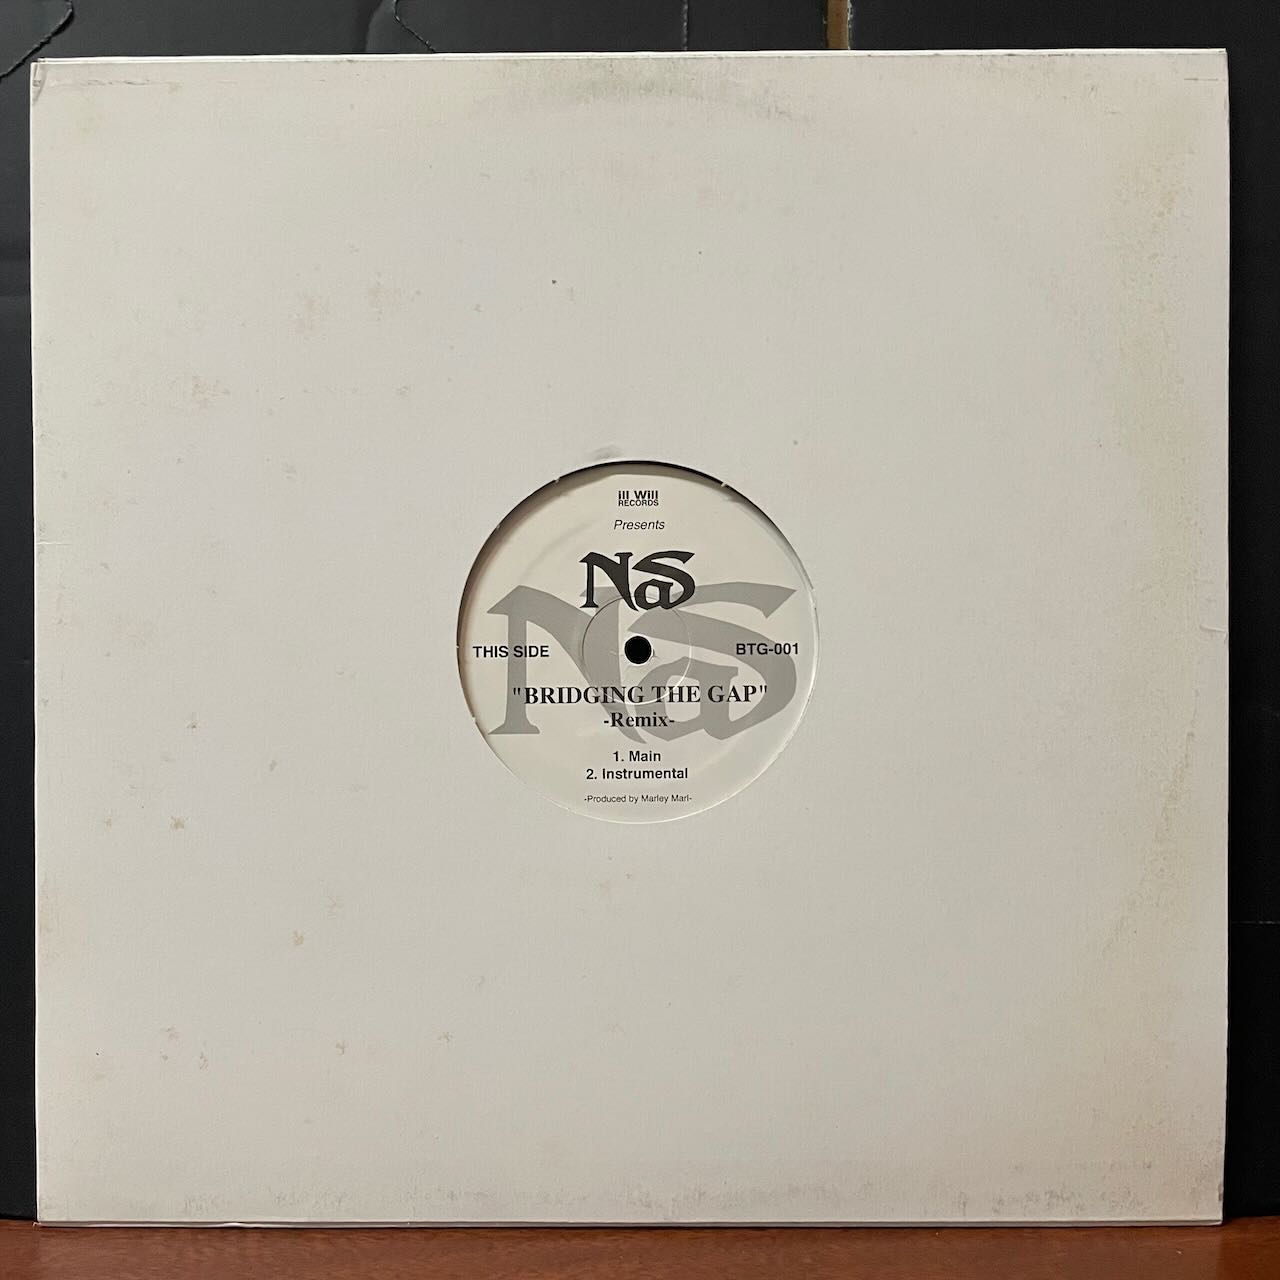 ill Will
RECORDS
Presents
NaS
NaS
THIS SIDE
BTG-001
"BRIDGING THE GAP"
-Remix-
1. Main
2. Instrumental
-Produced by Marley Marl-